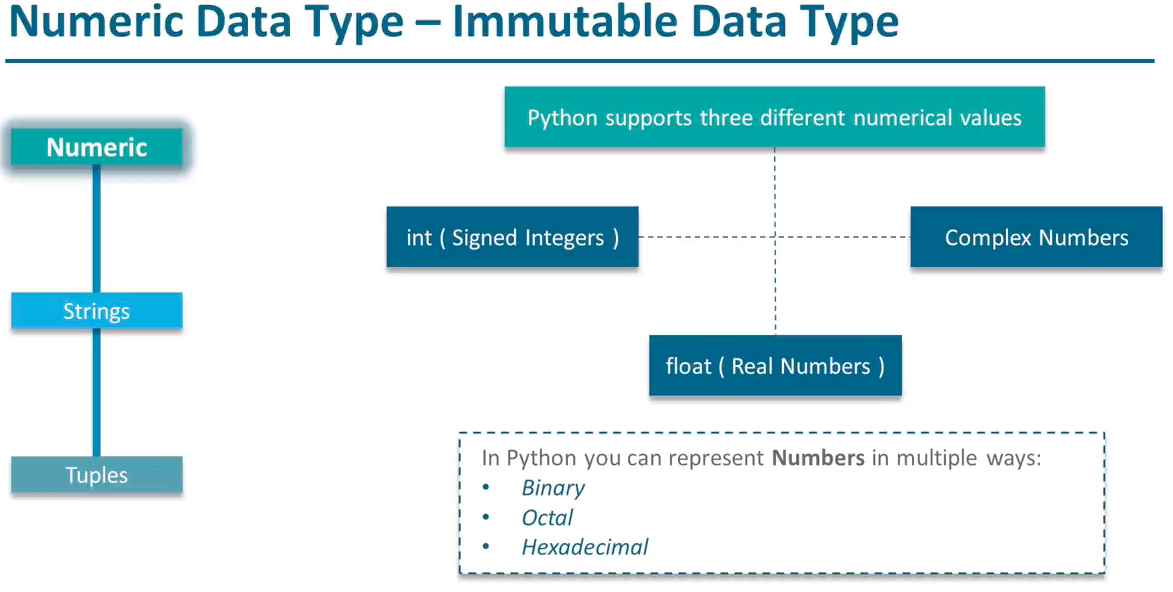 Numeric Data Type – Immutable Data Type
Numeric
Strings
Tuples
Python supports three different numerical values
int ( Signed Integers )
Complex Numbers
float ( Real Numbers )
In Python you can represent Numbers in multiple ways:
• Binary
• Octal
• Hexadecimal